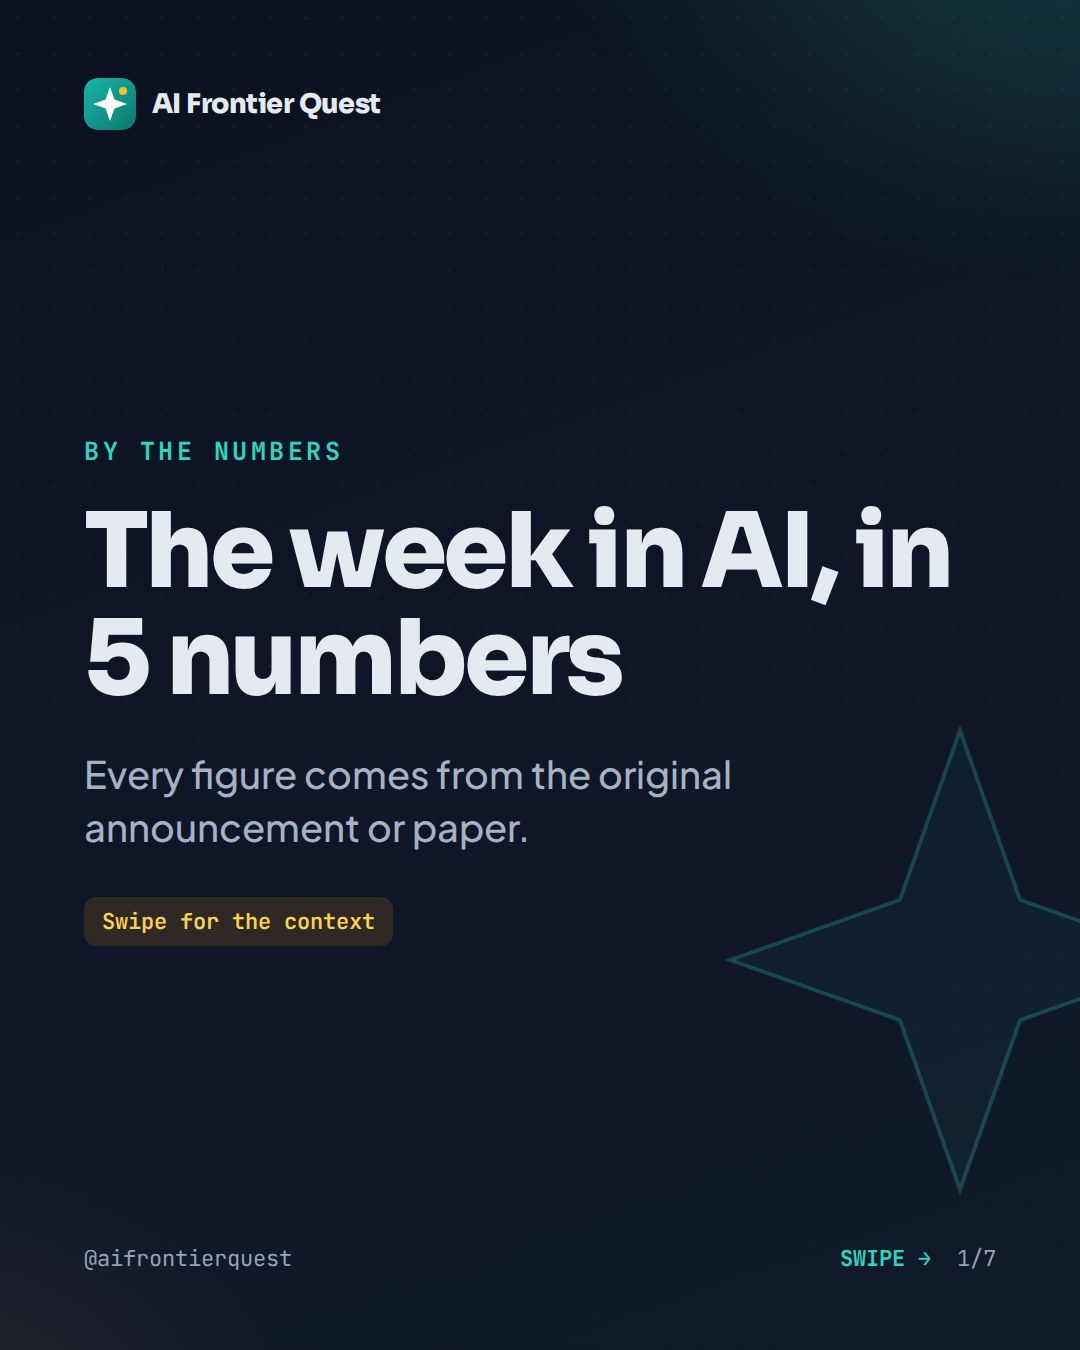 AI Frontier Quest
BY THE NUMBERS
The week in AI, in
5 numbers
Every figure comes from the original
announcement or paper.
Swipe for the context
@aifrontierquest
SWIPE → 1/7